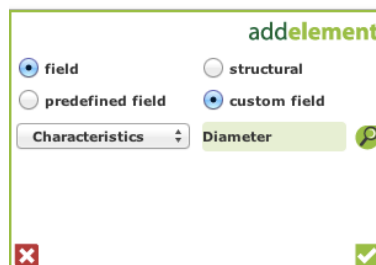 addelement
field structural
predefined field custom field
Characteristics Diameter